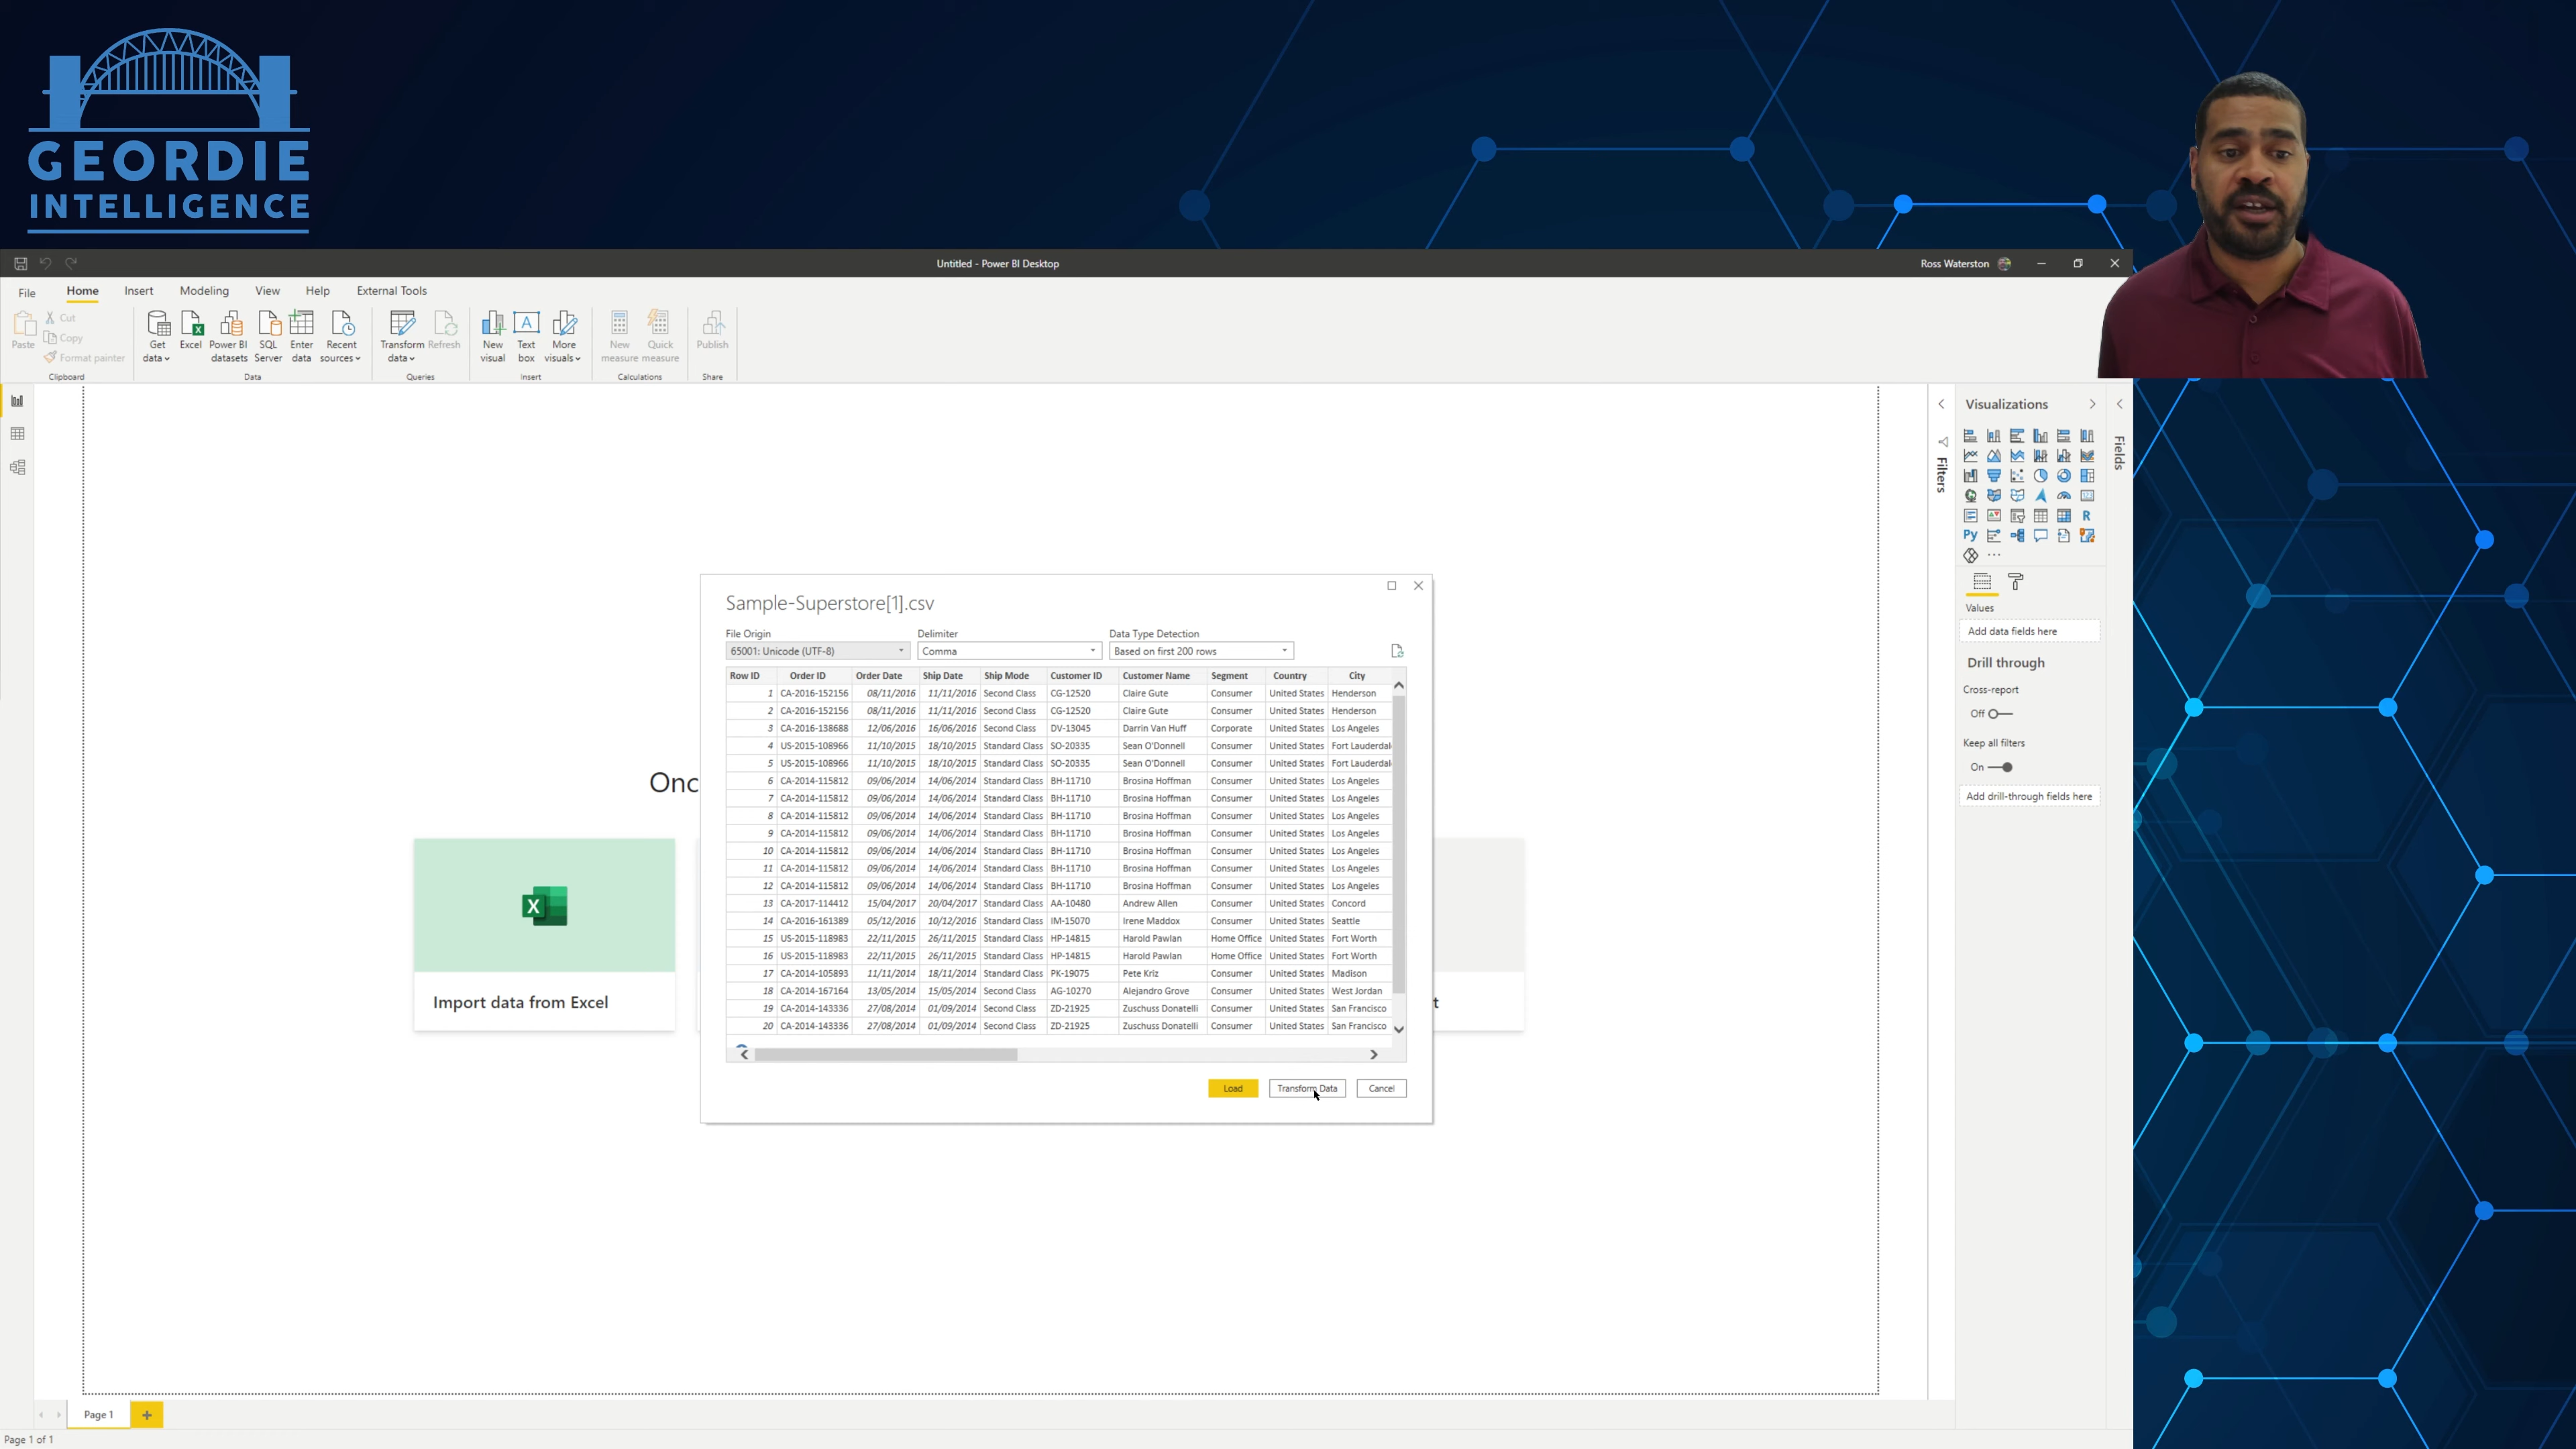 GEORDIE
INTELLIGENCE
Untitled - Power BI Desktop
Ross Waterston
File Home Insert Modeling View Help External Tools
Paste
Cut
Copy
Format painter
Clipboard
Get data
Excel
Power BI datasets
SQL Server
Enter data
Recent sources
Data
Transform data
Refresh
Queries
New visual
A
Text box
More visuals
Insert
New measure
Quick measure
Calculations
Publish
Share
Filters
Visualizations
Fields
R
Py
Values
Add data fields here
Drill through
Cross-report
Off
Keep all filters
On
Add drill-through fields here
Onc
X
Import data from Excel
t
Sample-Superstore[1].csv
File Origin Delimiter Data Type Detection
65001: Unicode (UTF-8) Comma Based on first 200 rows
Row ID Order ID Order Date Ship Date Ship Mode Customer ID Customer Name Segment Country City
1 CA-2016-152156 08/11/2016 11/11/2016 Second Class CG-12520 Claire Gute Consumer United States Henderson
2 CA-2016-152156 08/11/2016 11/11/2016 Second Class CG-12520 Claire Gute Consumer United States Henderson
3 CA-2016-138688 12/06/2016 16/06/2016 Second Class DV-13045 Darrin Van Huff Corporate United States Los Angeles
4 US-2015-108966 11/10/2015 18/10/2015 Standard Class SO-20335 Sean O'Donnell Consumer United States Fort Lauderdal
5 US-2015-108966 11/10/2015 18/10/2015 Standard Class SO-20335 Sean O'Donnell Consumer United States Fort Lauderdal
6 CA-2014-115812 09/06/2014 14/06/2014 Standard Class BH-11710 Brosina Hoffman Consumer United States Los Angeles
7 CA-2014-115812 09/06/2014 14/06/2014 Standard Class BH-11710 Brosina Hoffman Consumer United States Los Angeles
8 CA-2014-115812 09/06/2014 14/06/2014 Standard Class BH-11710 Brosina Hoffman Consumer United States Los Angeles
9 CA-2014-115812 09/06/2014 14/06/2014 Standard Class BH-11710 Brosina Hoffman Consumer United States Los Angeles
10 CA-2014-115812 09/06/2014 14/06/2014 Standard Class BH-11710 Brosina Hoffman Consumer United States Los Angeles
11 CA-2014-115812 09/06/2014 14/06/2014 Standard Class BH-11710 Brosina Hoffman Consumer United States Los Angeles
12 CA-2014-115812 09/06/2014 14/06/2014 Standard Class BH-11710 Brosina Hoffman Consumer United States Los Angeles
13 CA-2017-114412 15/04/2017 20/04/2017 Standard Class AA-10480 Andrew Allen Consumer United States Concord
14 CA-2016-161389 05/12/2016 10/12/2016 Standard Class IM-15070 Irene Maddox Consumer United States Seattle
15 US-2015-118983 22/11/2015 26/11/2015 Standard Class HP-14815 Harold Pawlan Home Office United States Fort Worth
16 US-2015-118983 22/11/2015 26/11/2015 Standard Class HP-14815 Harold Pawlan Home Office United States Fort Worth
17 CA-2014-105893 11/11/2014 18/11/2014 Standard Class PK-19075 Pete Kriz Consumer United States Madison
18 CA-2014-167164 13/05/2014 15/05/2014 Second Class AG-10270 Alejandro Grove Consumer United States West Jordan
19 CA-2014-143336 27/08/2014 01/09/2014 Second Class ZD-21925 Zuschuss Donatelli Consumer United States San Francisco
20 CA-2014-143336 27/08/2014 01/09/2014 Second Class ZD-21925 Zuschuss Donatelli Consumer United States San Francisco
Load Transform Data Cancel
Page 1
Page 1 of 1